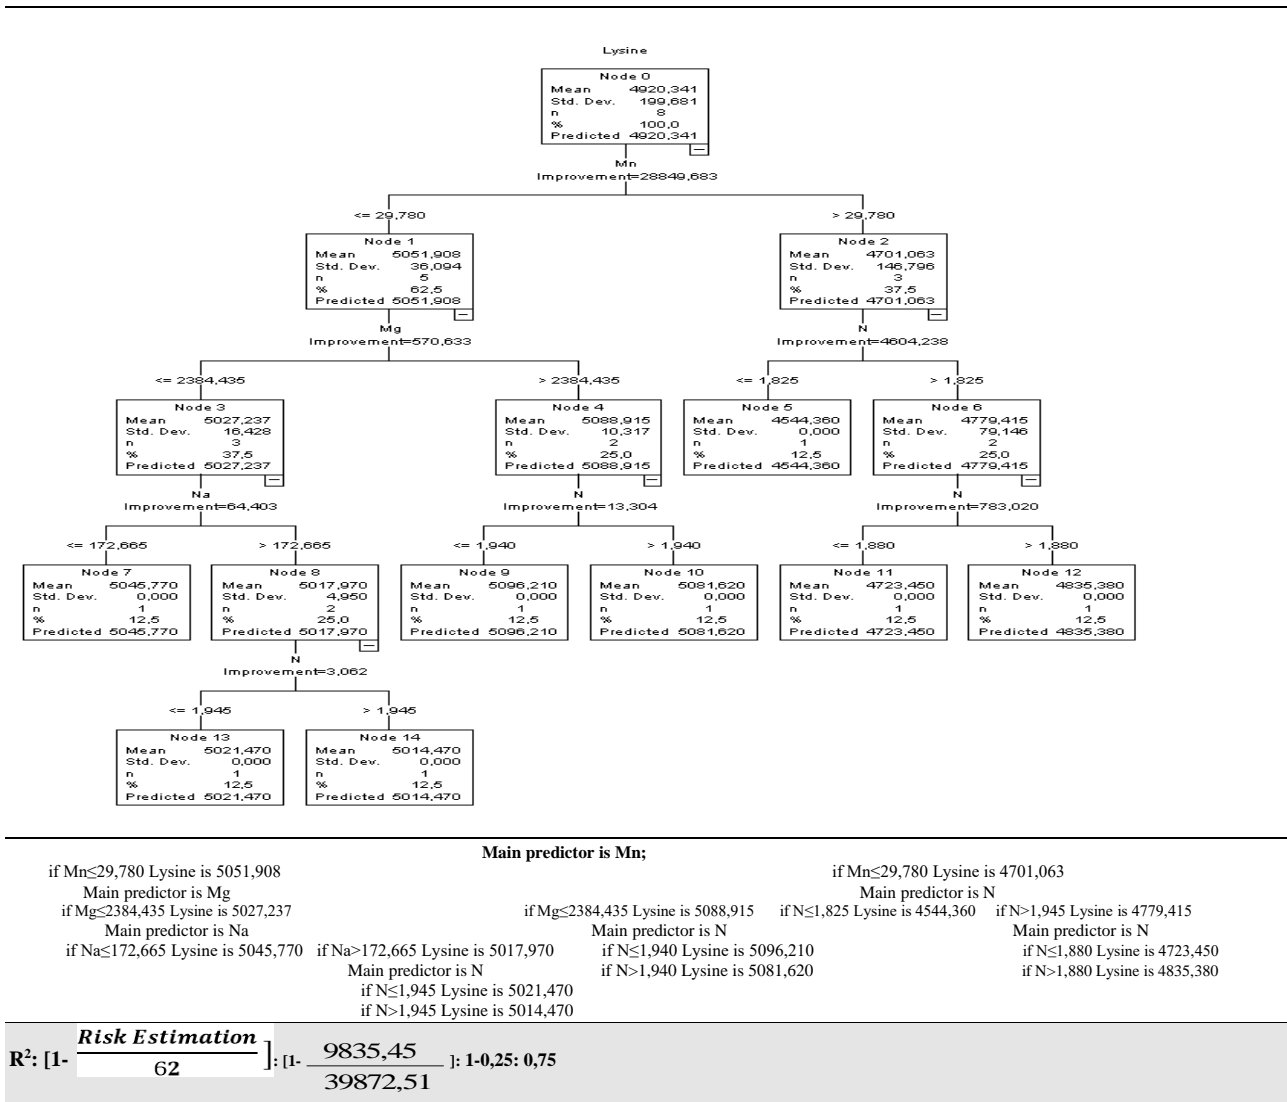 Lysine
Node 0
Mean 4920,341
Std. Dev. 199,681
n 8
% 100,0
Predicted 4920,341
Mn
Improvement=28849,683
<= 29,780
> 29,780
Node 1
Mean 5051,908
Std. Dev. 36,094
n 5
% 62,5
Predicted 5051,908
Node 2
Mean 4701,063
Std. Dev. 146,796
n 3
% 37,5
Predicted 4701,063
Mg
Improvement=570,633
N
Improvement=4604,238
<= 2384,435
> 2384,435
<= 1,825
> 1,825
Node 3
Mean 5027,237
Std. Dev. 16,428
n 3
% 37,5
Predicted 5027,237
Node 4
Mean 5088,915
Std. Dev. 10,317
n 2
% 25,0
Predicted 5088,915
Node 5
Mean 4544,360
Std. Dev. 0,000
n 1
% 12,5
Predicted 4544,360
Node 6
Mean 4779,415
Std. Dev. 79,146
n 2
% 25,0
Predicted 4779,415
Na
Improvement=64,403
N
Improvement=13,304
N
Improvement=783,020
<= 172,665
> 172,665
<= 1,940
> 1,940
<= 1,880
> 1,880
Node 7
Mean 5045,770
Std. Dev. 0,000
n 1
% 12,5
Predicted 5045,770
Node 8
Mean 5017,970
Std. Dev. 4,950
n 2
% 25,0
Predicted 5017,970
Node 9
Mean 5096,210
Std. Dev. 0,000
n 1
% 12,5
Predicted 5096,210
Node 10
Mean 5081,620
Std. Dev. 0,000
n 1
% 12,5
Predicted 5081,620
Node 11
Mean 4723,450
Std. Dev. 0,000
n 1
% 12,5
Predicted 4723,450
Node 12
Mean 4835,380
Std. Dev. 0,000
n 1
% 12,5
Predicted 4835,380
N
Improvement=3,062
<= 1,945
> 1,945
Node 13
Mean 5021,470
Std. Dev. 0,000
n 1
% 12,5
Predicted 5021,470
Node 14
Mean 5014,470
Std. Dev. 0,000
n 1
% 12,5
Predicted 5014,470
Main predictor is Mn;
if Mn≤29,780 Lysine is 5051,908 if Mn≤29,780 Lysine is 4701,063
Main predictor is Mg Main predictor is N
if Mg≤2384,435 Lysine is 5027,237 if Mg≤2384,435 Lysine is 5088,915 if N≤1,825 Lysine is 4544,360 if N>1,945 Lysine is 4779,415
Main predictor is Na Main predictor is N Main predictor is N
if Na≤172,665 Lysine is 5045,770 if Na>172,665 Lysine is 5017,970 if N≤1,940 Lysine is 5096,210 if N≤1,880 Lysine is 4723,450
Main predictor is N if N>1,940 Lysine is 5081,620 if N>1,880 Lysine is 4835,380
if N≤1,945 Lysine is 5021,470
if N>1,945 Lysine is 5014,470
R²: [1- Risk Estimation / 62 ]: [1- 9835,45 / 39872,51 ]: 1-0,25: 0,75